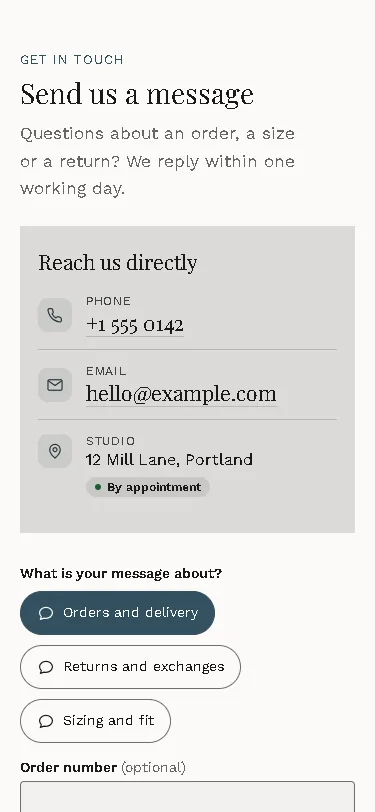 GET IN TOUCH
Send us a message
Questions about an order, a size
or a return? We reply within one
working day.
Reach us directly
PHONE
+1 555 0142
EMAIL
hello@example.com
STUDIO
12 Mill Lane, Portland
By appointment
What is your message about?
Orders and delivery
Returns and exchanges
Sizing and fit
Order number (optional)